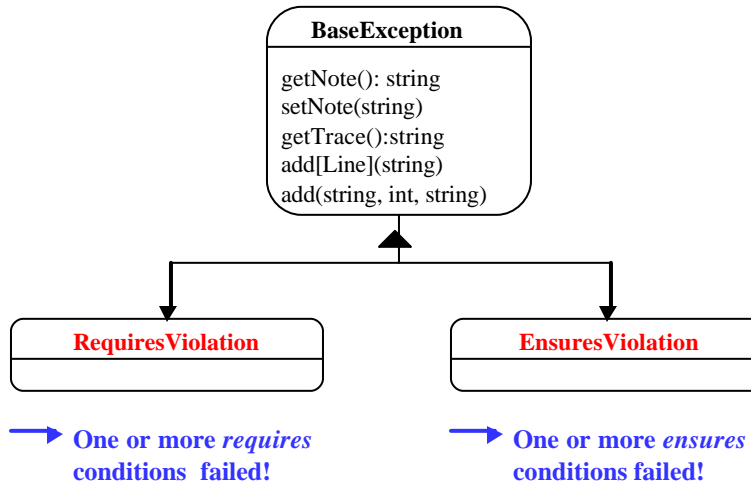 BaseException
getNote(): string
setNote(string)
getTrace():string
add[Line](string)
add(string, int, string)
RequiresViolation
EnsuresViolation
One or more requires
conditions failed!
One or more ensures
conditions failed!